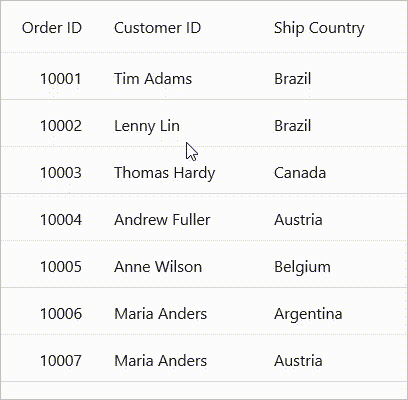 Order ID Customer ID Ship Country
10001 Tim Adams Brazil
10002 Lenny Lin Brazil
10003 Thomas Hardy Canada
10004 Andrew Fuller Austria
10005 Anne Wilson Belgium
10006 Maria Anders Argentina
10007 Maria Anders Austria